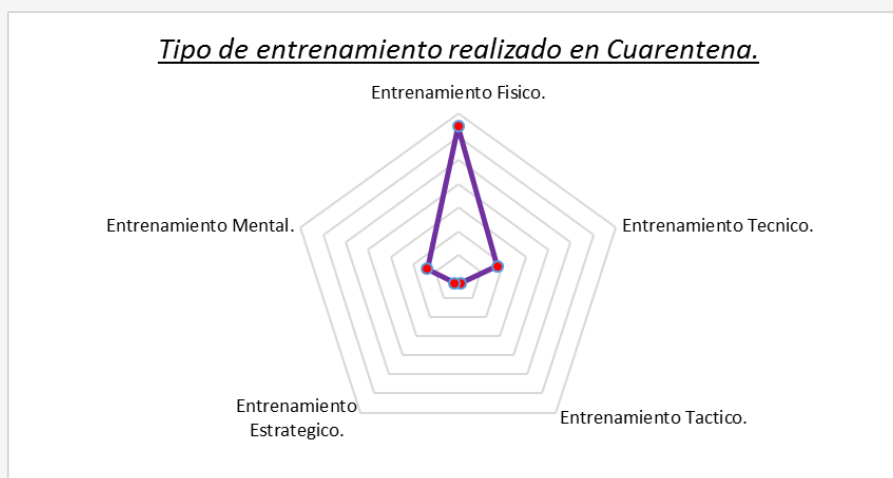 Tipo de entrenamiento realizado en Cuarentena.
Entrenamiento Fisico.
Entrenamiento Mental.
Entrenamiento Tecnico.
Entrenamiento
Estrategico.
Entrenamiento Tactico.